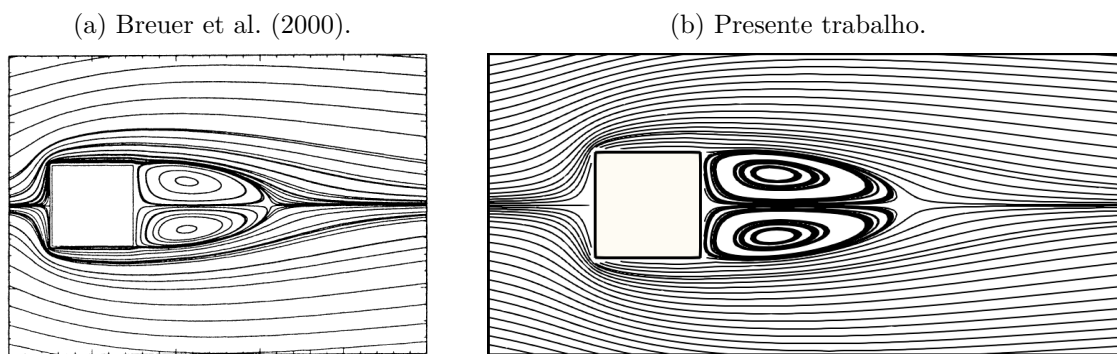 (a) Breuer et al. (2000).
(b) Presente trabalho.